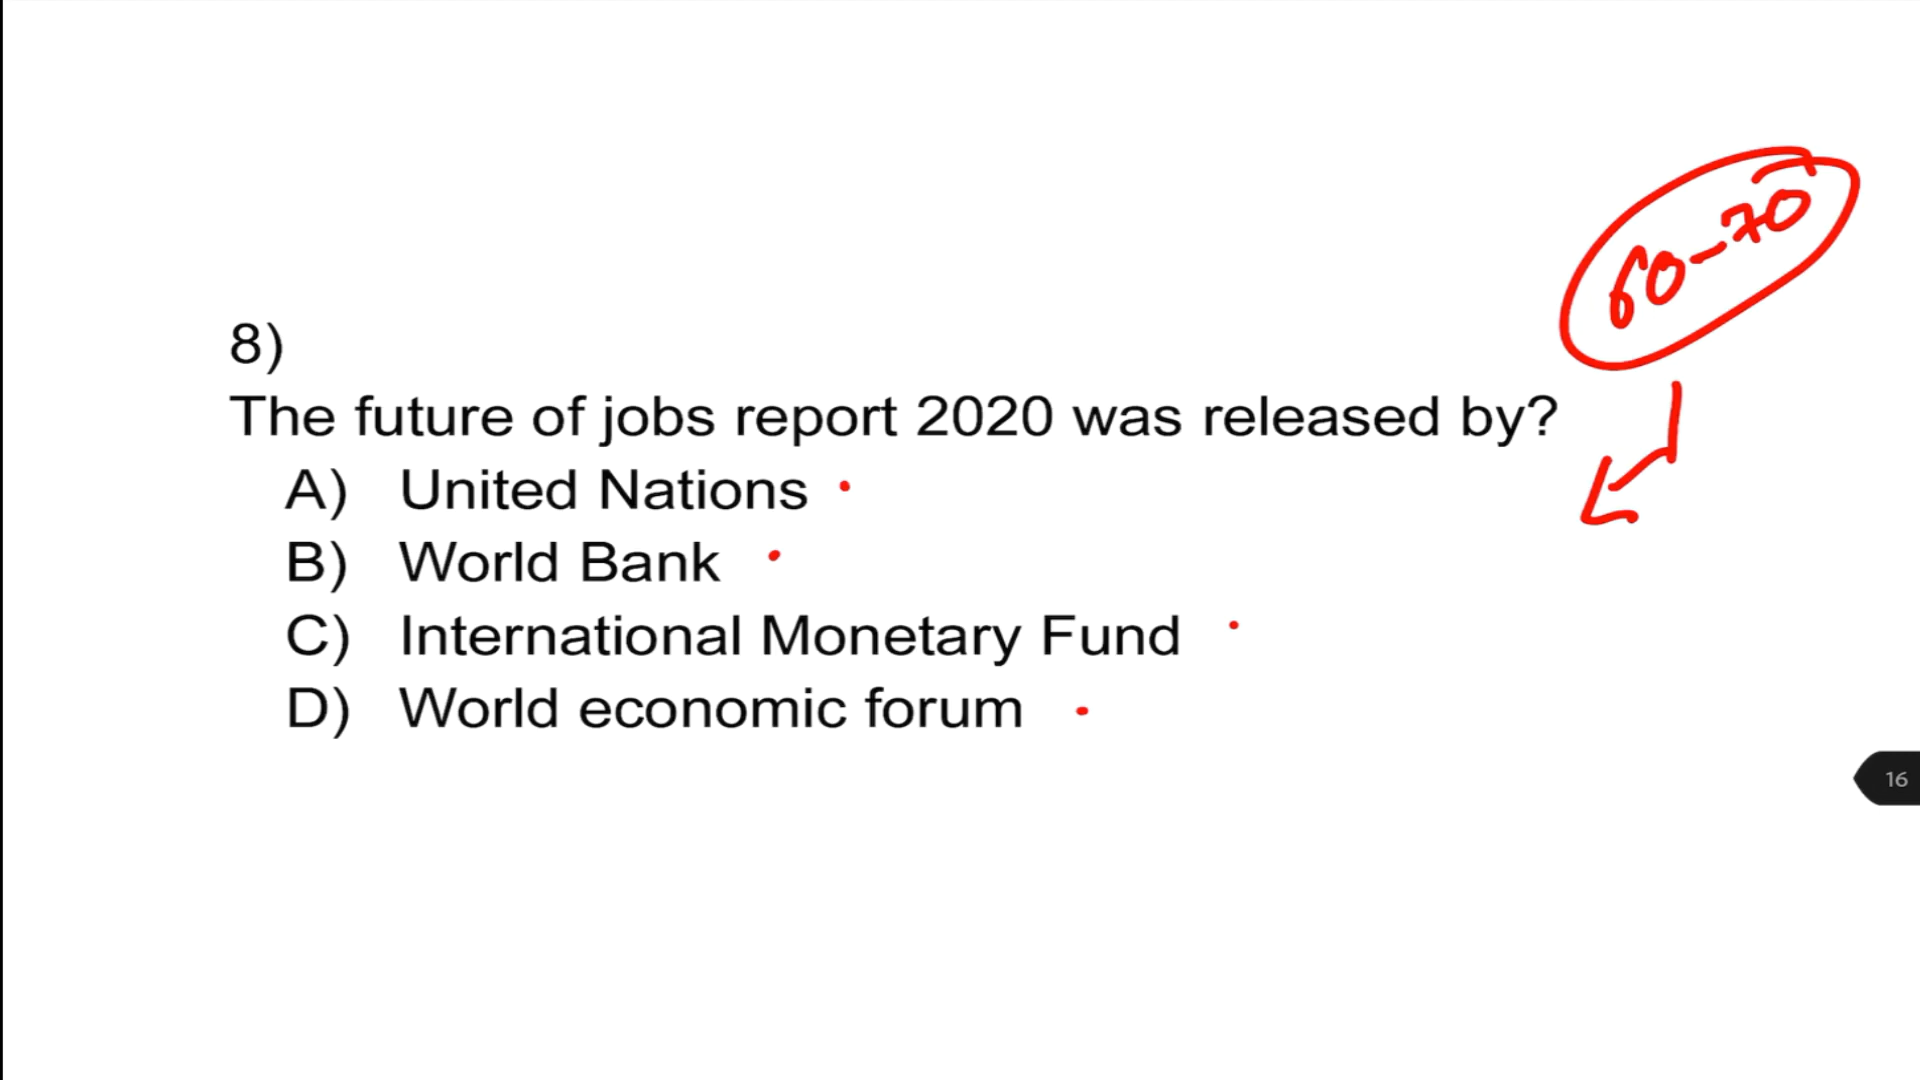 60-70
8)
The future of jobs report 2020 was released by?
A) United Nations
B) World Bank
C) International Monetary Fund
D) World economic forum
16